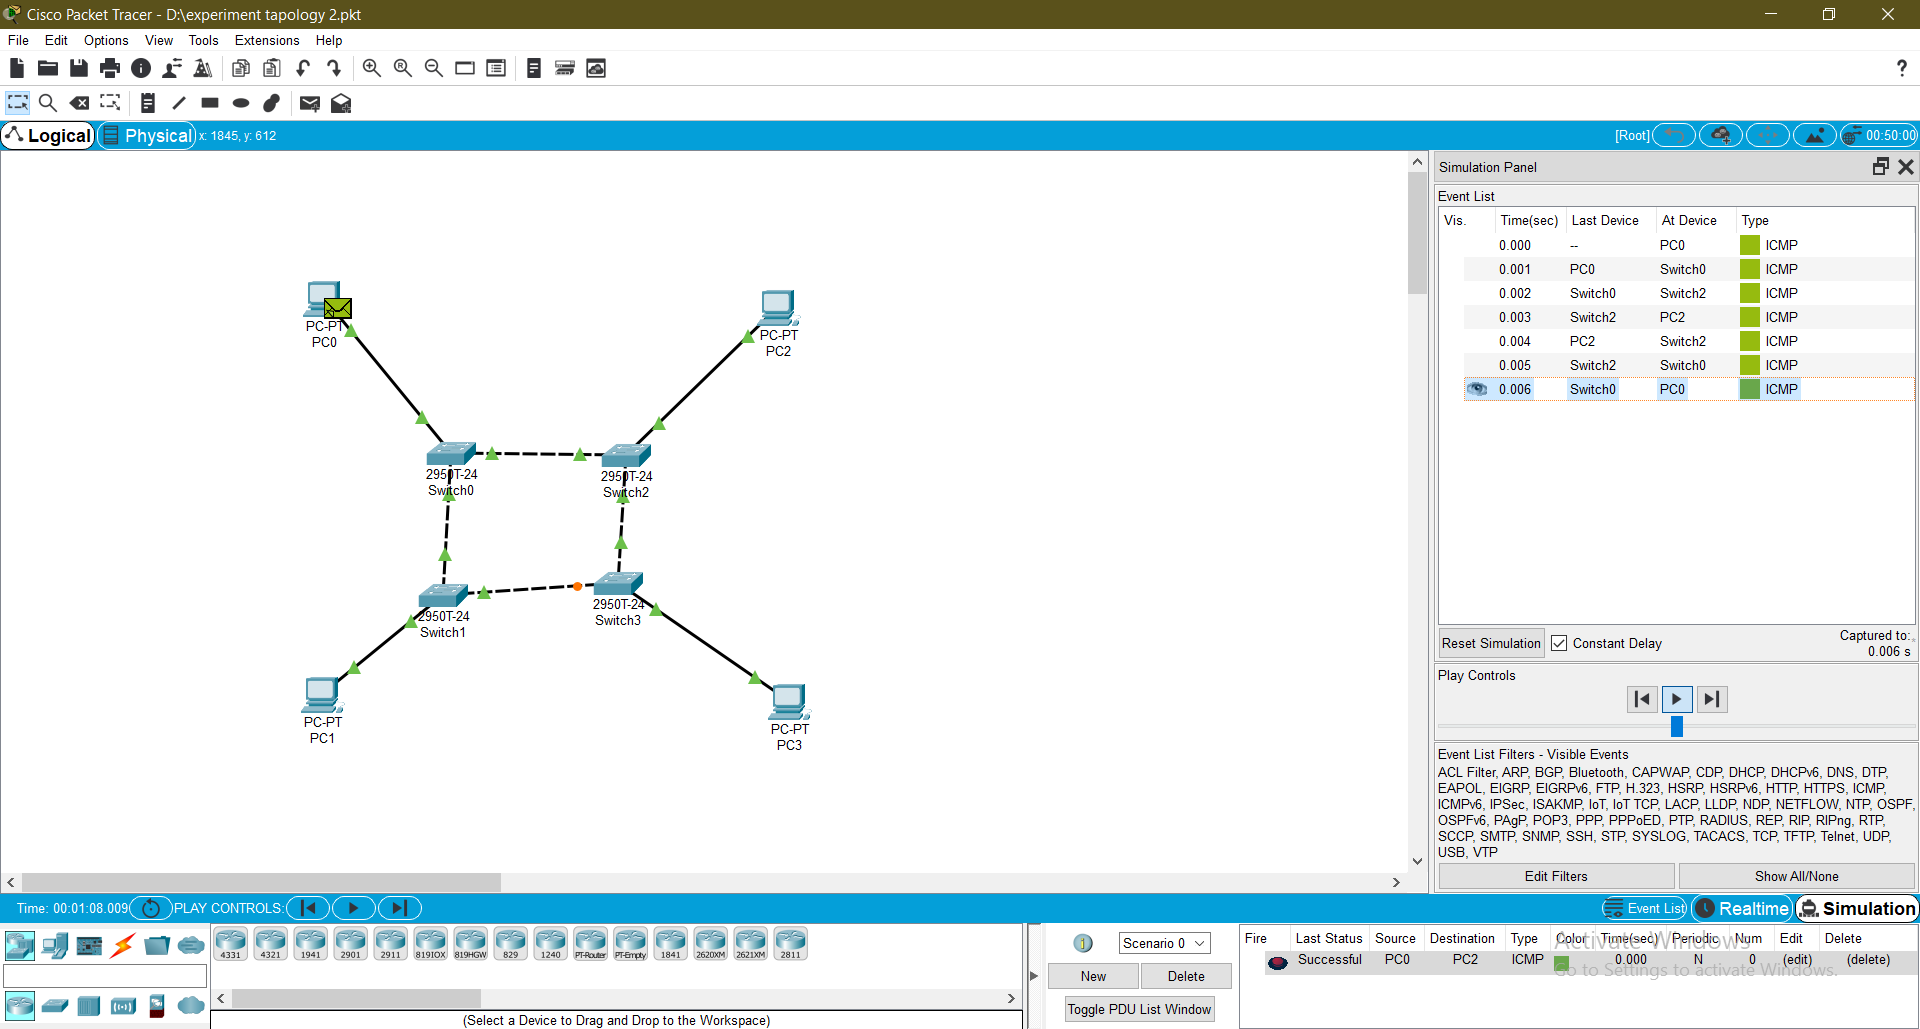 Cisco Packet Tracer - D:\experiment tapology 2.pkt
File Edit Options View Tools Extensions Help
?
Logical Physical x: 1845, y: 612 [Root] 00:50:00
PC-PT
PC0
PC-PT
PC2
2950T-24
Switch0
2950T-24
Switch2
2950T-24
Switch1
2950T-24
Switch3
PC-PT
PC1
PC-PT
PC3
Simulation Panel
Event List
Vis. Time(sec) Last Device At Device Type
0.000 -- PC0 ICMP
0.001 PC0 Switch0 ICMP
0.002 Switch0 Switch2 ICMP
0.003 Switch2 PC2 ICMP
0.004 PC2 Switch2 ICMP
0.005 Switch2 Switch0 ICMP
0.006 Switch0 PC0 ICMP
Reset Simulation Constant Delay Captured to:
0.006 s
Play Controls
Event List Filters - Visible Events
ACL Filter, ARP, BGP, Bluetooth, CAPWAP, CDP, DHCP, DHCPv6, DNS, DTP,
EAPOL, EIGRP, EIGRPv6, FTP, H.323, HSRP, HSRPv6, HTTP, HTTPS, ICMP,
ICMPv6, IPSec, ISAKMP, IoT, IoT TCP, LACP, LLDP, NDP, NETFLOW, NTP, OSPF,
OSPFv6, PAgP, POP3, PPP, PPPoED, PTP, RADIUS, REP, RIP, RIPng, RTP,
SCCP, SMTP, SNMP, SSH, STP, SYSLOG, TACACS, TCP, TFTP, Telnet, UDP,
USB, VTP
Edit Filters Show All/None
Time: 00:01:08.009 PLAY CONTROLS: Event List Realtime Simulation
4331 4321 1941 2901 2911 819IOX 819HGW 829 1240 PT-Router PT-Empty 1841 2620XM 2621XM 2811
(Select a Device to Drag and Drop to the Workspace)
1 Scenario 0
New Delete
Toggle PDU List Window
Fire Last Status Source Destination Type Color Time(sec) Periodic Num Edit Delete
Successful PC0 PC2 ICMP 0.000 N 0 (edit) (delete)
Activate Windows
Go to Settings to activate Windows.